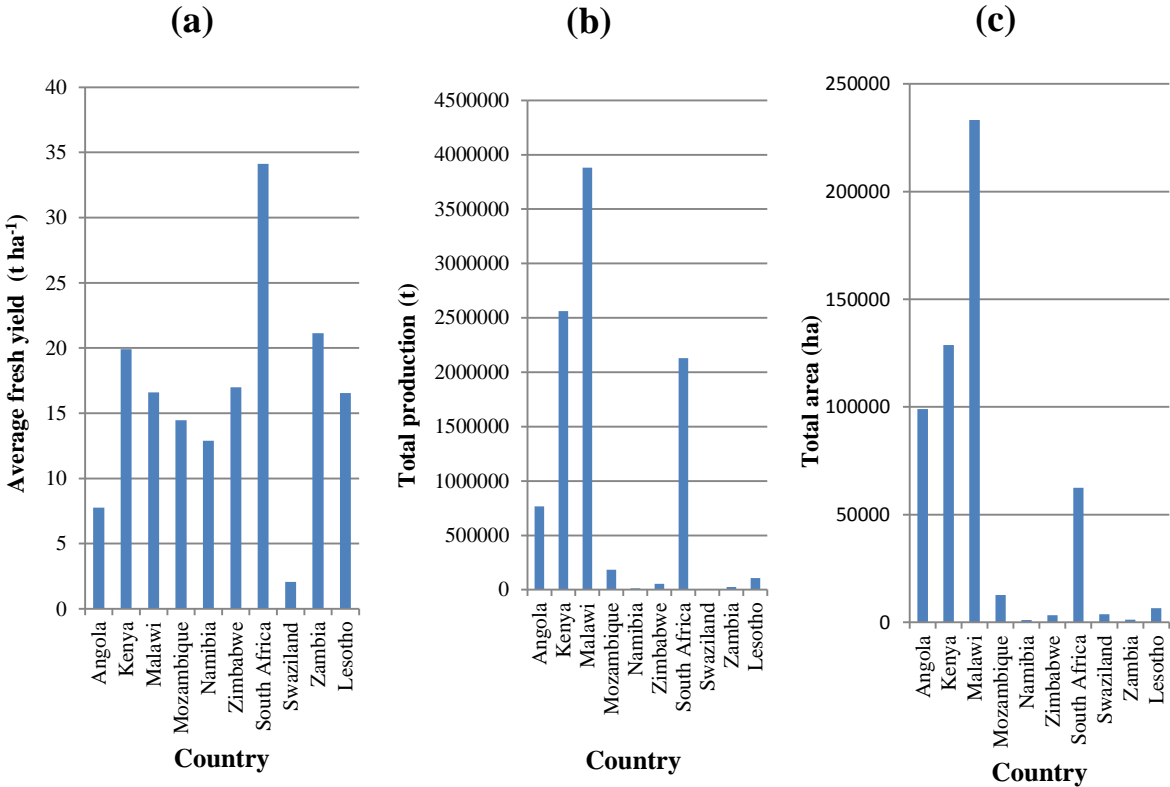 (a)
40
35
30
25
20
15
10
5
0
Average fresh yield (t ha-1)
Angola
Kenya
Malawi
Mozambique
Namibia
Zimbabwe
South Africa
Swaziland
Zambia
Lesotho
Country
(b)
4500000
4000000
3500000
3000000
2500000
2000000
1500000
1000000
500000
0
Total production (t)
Angola
Kenya
Malawi
Mozambique
Namibia
Zimbabwe
South Africa
Swaziland
Zambia
Lesotho
Country
(c)
250000
200000
150000
100000
50000
0
Total area (ha)
Angola
Kenya
Malawi
Mozambique
Namibia
Zimbabwe
South Africa
Swaziland
Zambia
Lesotho
Country